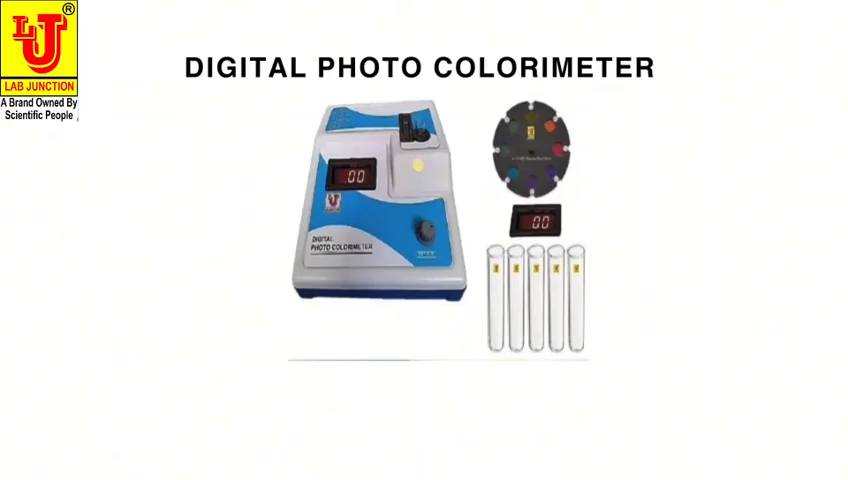 LJ
®
LAB JUNCTION
A Brand Owned By
Scientific People
DIGITAL PHOTO COLORIMETER
.00
DIGITAL
PHOTO COLORIMETER
00